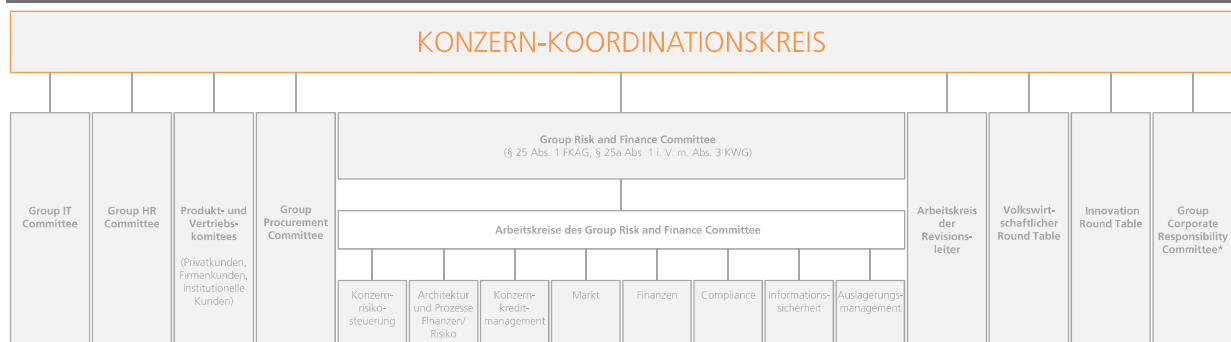 KONZERN-KOORDINATIONSKREIS
Group IT
Committee
Group HR
Committee
Produkt- und
Vertriebs-
komitees
(Privatkunden,
Firmenkunden,
institutionelle
Kunden)
Group
Procurement
Committee
Group Risk and Finance Committee
(§ 25 Abs. 1 FKAG, § 25a Abs. 1 i. V. m. Abs. 3 KWG)
Arbeitskreise des Group Risk and Finance Committee
Konzern-
risiko-
steuerung
Architektur
und Prozesse
Finanzen/
Risiko
Konzern-
kredit-
management
Markt
Finanzen
Compliance
Informations-
sicherheit
Auslagerungs-
management
Arbeitskreis
der
Revisions-
leiter
Volkswirt-
schaftlicher
Round Table
Innovation
Round Table
Group
Corporate
Responsibility
Committee*